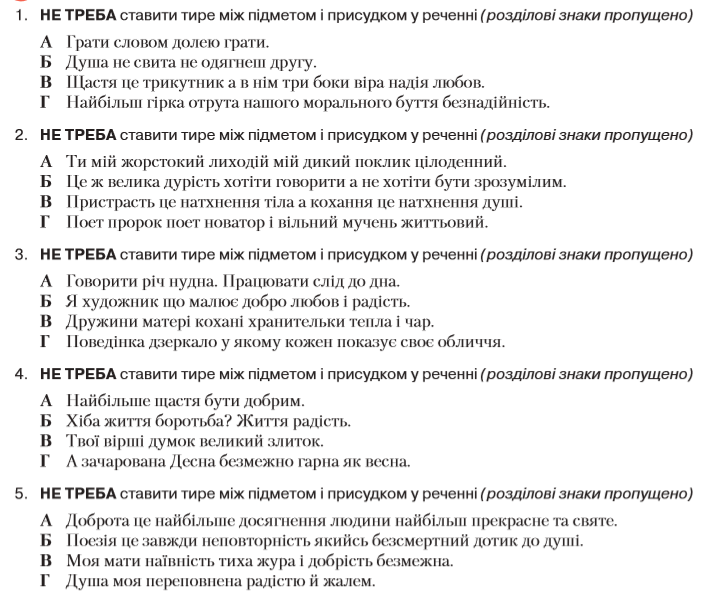 1. НЕ ТРЕБА ставити тире між підметом і присудком у реченні (розділові знаки пропущено)
А Грати словом долею грати.
Б Душа не свита не одягнеш другу.
В Щастя це трикутник а в нім три боки віра надія любов.
Г Найбільш гірка отрута нашого морального буття безнадійність.
2. НЕ ТРЕБА ставити тире між підметом і присудком у реченні (розділові знаки пропущено)
А Ти мій жорстокий лиходій мій дикий поклик цілоденний.
Б Це ж велика дурість хотіти говорити а не хотіти бути зрозумілим.
В Пристрасть це натхнення тіла а кохання це натхнення душі.
Г Поет пророк поет новатор і вільний мучень життьовий.
3. НЕ ТРЕБА ставити тире між підметом і присудком у реченні (розділові знаки пропущено)
А Говорити річ нудна. Працювати слід до дна.
Б Я художник що малює добро любов і радість.
В Дружини матері кохані хранительки тепла і чар.
Г Поведінка дзеркало у якому кожен показує своє обличчя.
4. НЕ ТРЕБА ставити тире між підметом і присудком у реченні (розділові знаки пропущено)
А Найбільше щастя бути добрим.
Б Хіба життя боротьба? Життя радість.
В Твої вірші думок великий злиток.
Г А зачарована Десна безмежно гарна як весна.
5. НЕ ТРЕБА ставити тире між підметом і присудком у реченні (розділові знаки пропущено)
А Доброта це найбільше досягнення людини найбільш прекрасне та святе.
Б Поезія це завжди неповторність якийсь безсмертний дотик до душі.
В Моя мати наївність тиха жура і добрість безмежна.
Г Душа моя переповнена радістю й жалем.